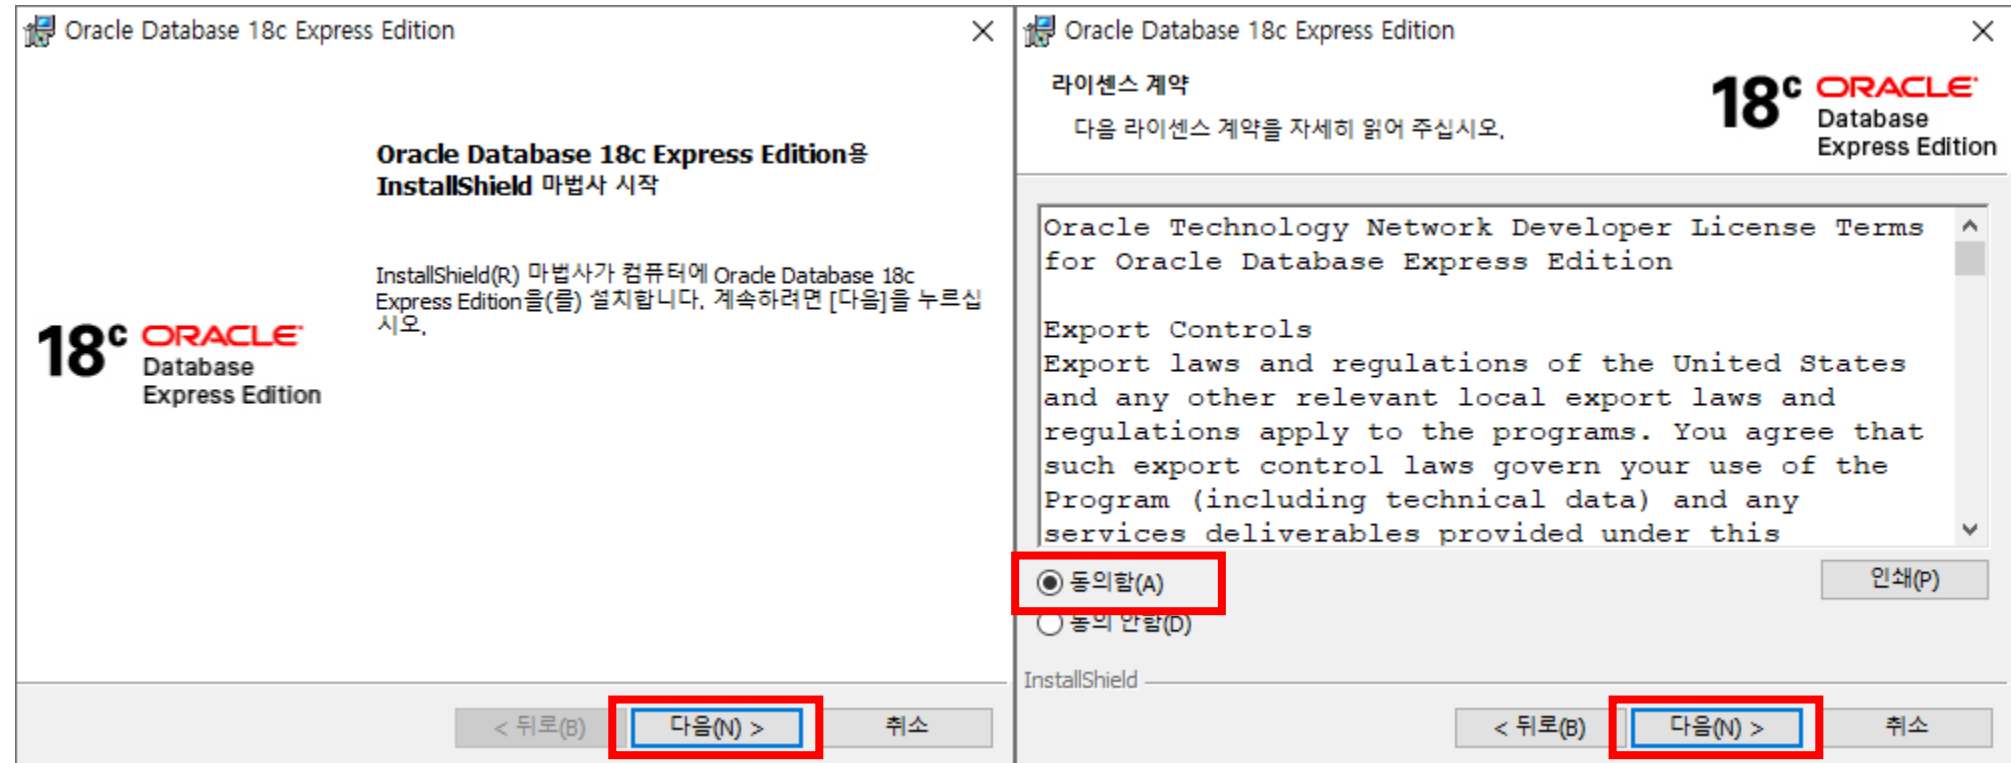 Oracle Database 18c Express Edition
Oracle Database 18c Express Edition용
InstallShield 마법사 시작
InstallShield(R) 마법사가 컴퓨터에 Oracle Database 18c
Express Edition을(를) 설치합니다. 계속하려면 [다음]을 누르십
시오.
18c ORACLE
Database
Express Edition
< 뒤로(B)
다음(N) >
취소
Oracle Database 18c Express Edition
라이센스 계약
다음 라이센스 계약을 자세히 읽어 주십시오.
18c ORACLE
Database
Express Edition
Oracle Technology Network Developer License Terms
for Oracle Database Express Edition
Export Controls
Export laws and regulations of the United States
and any other relevant local export laws and
regulations apply to the programs. You agree that
such export control laws govern your use of the
Program (including technical data) and any
services deliverables provided under this
동의함(A)
인쇄(P)
동의 안함(D)
InstallShield
< 뒤로(B)
다음(N) >
취소